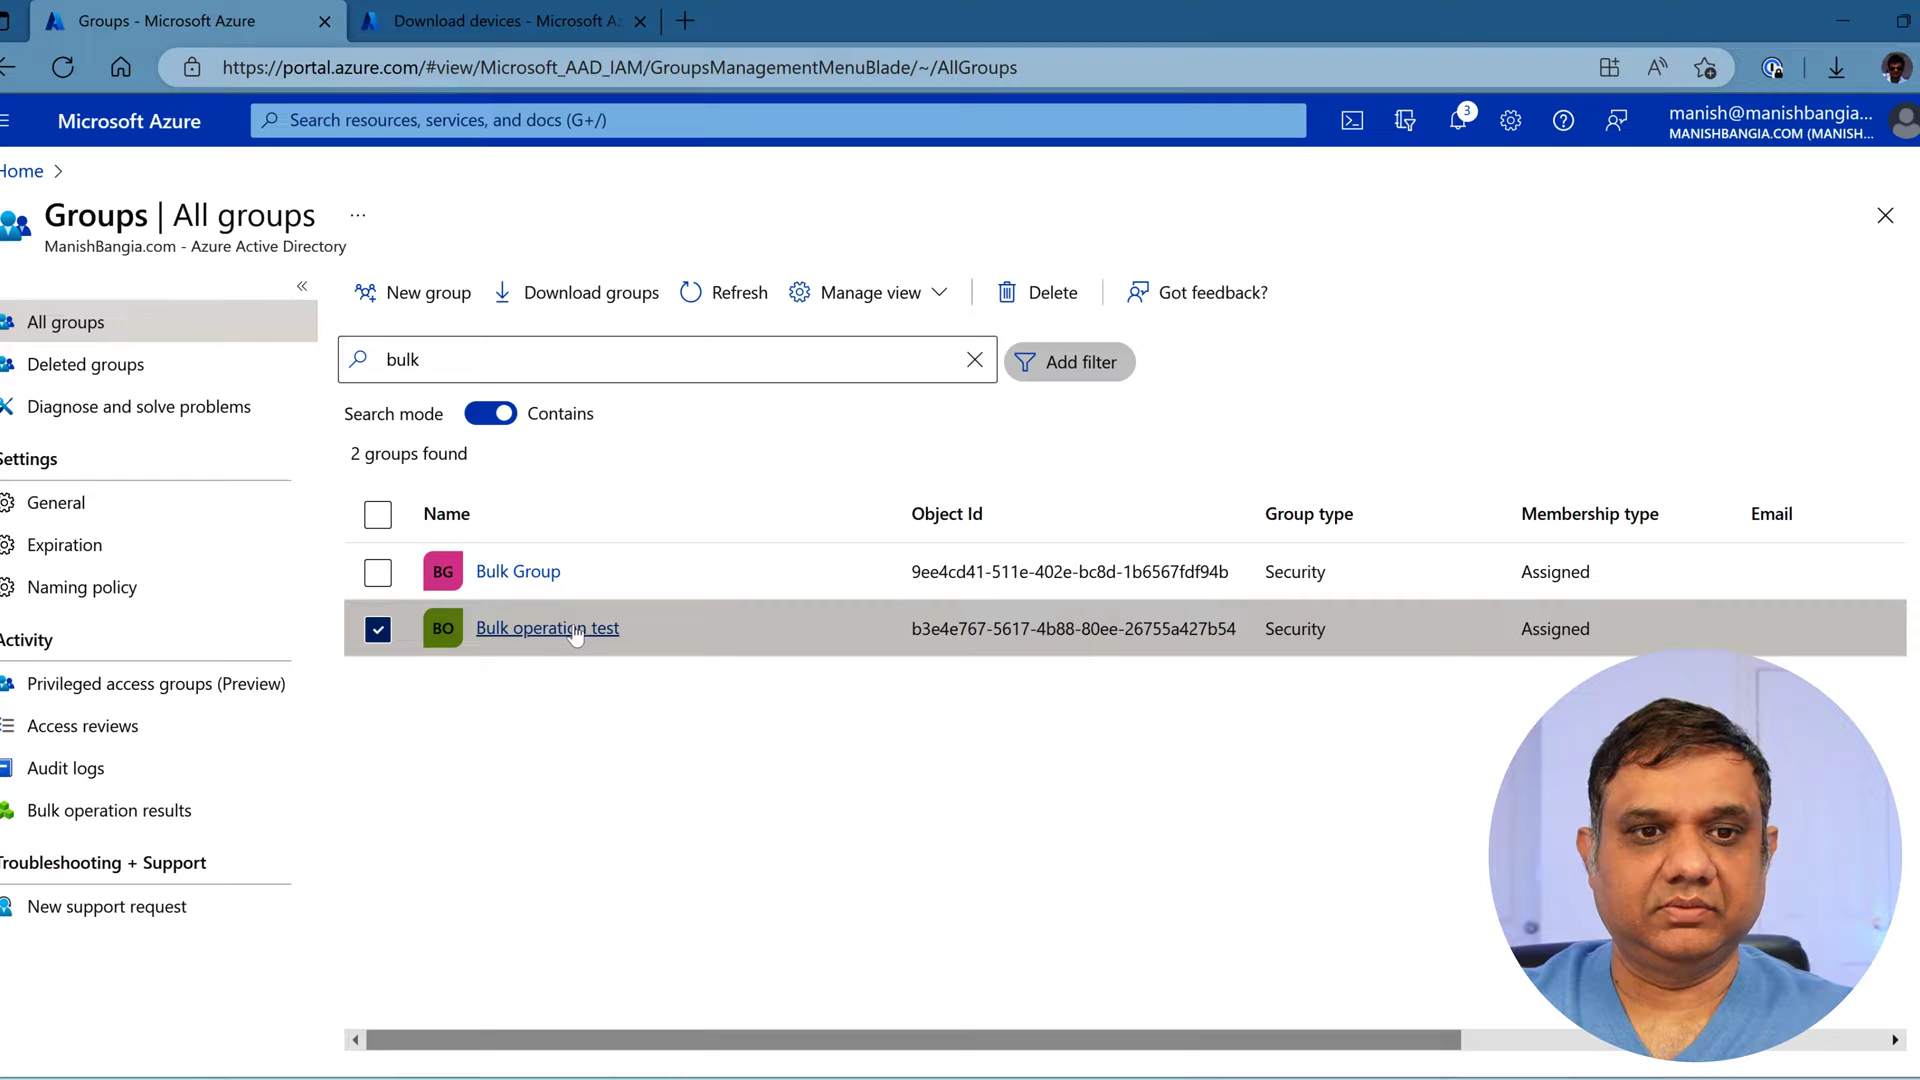 Groups - Microsoft Azure
Download devices - Microsoft Az
https://portal.azure.com/#view/Microsoft_AAD_IAM/GroupsManagementMenuBlade/~/AllGroups
Microsoft Azure
Search resources, services, and docs (G+/)
3
manish@manishbangia...
MANISHBANGIA.COM (MANISH...
Home
Groups | All groups
...
ManishBangia.com - Azure Active Directory
New group
Download groups
Refresh
Manage view
Delete
Got feedback?
All groups
Deleted groups
Diagnose and solve problems
Settings
General
Expiration
Naming policy
Activity
Privileged access groups (Preview)
Access reviews
Audit logs
Bulk operation results
Troubleshooting + Support
New support request
bulk
Add filter
Search mode
Contains
2 groups found
Name
Object Id
Group type
Membership type
Email
BG
Bulk Group
9ee4cd41-511e-402e-bc8d-1b6567fdf94b
Security
Assigned
BO
Bulk operation test
b3e4e767-5617-4b88-80ee-26755a427b54
Security
Assigned